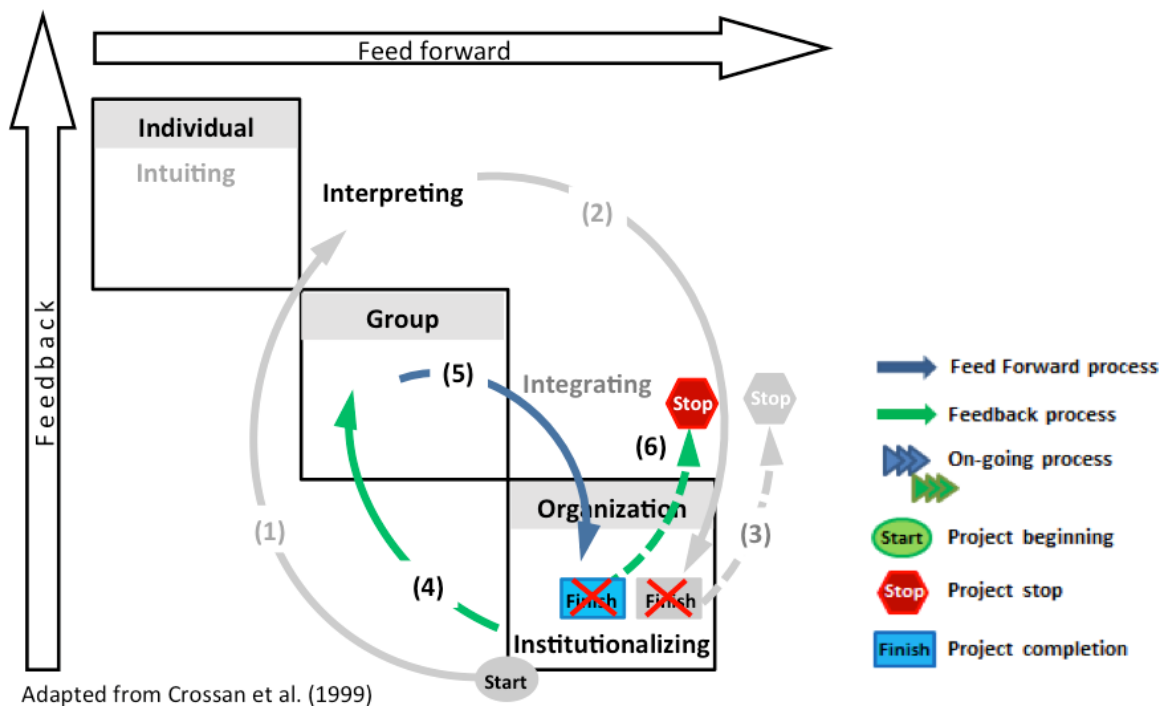 Feed forward
Feedback
Individual
Intuiting
Interpreting
(2)
Group
(5)
Integrating
Stop
Stop
(6)
Organization
(1)
(3)
(4)
Finish
Finish
Institutionalizing
Start
Adapted from Crossan et al. (1999)
Feed Forward process
Feedback process
On-going process
Start
Project beginning
Stop
Project stop
Finish
Project completion